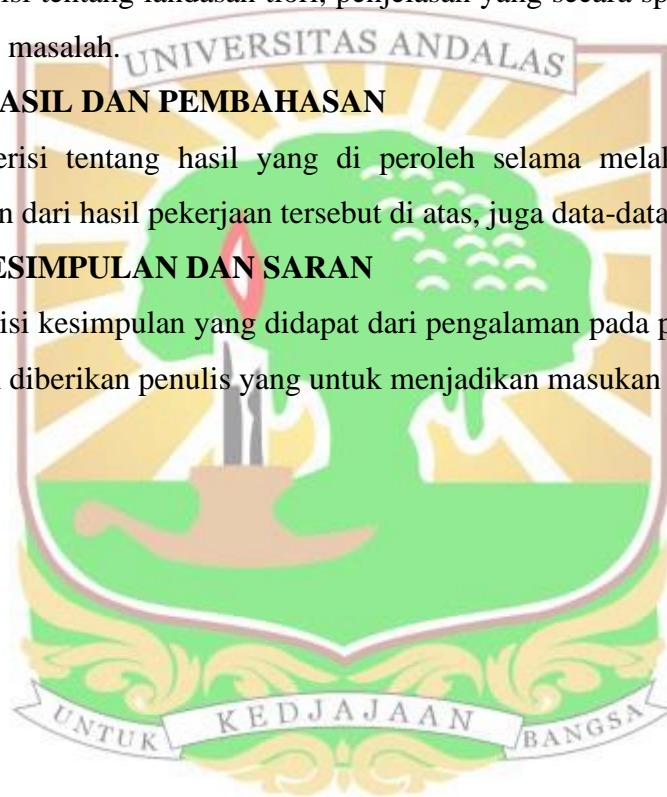 isi tentang landasan tiori, penjelasan yang secara sp
masalah.
UNIVERSITAS ANDALAS
ASIL DAN PEMBAHASAN
erisi tentang hasil yang di peroleh selama melak
n dari hasil pekerjaan tersebut di atas, juga data-data
ESIMPULAN DAN SARAN
isi kesimpulan yang didapat dari pengalaman pada p
diberikan penulis yang untuk menjadikan masukan
UNTUK KEDJAJAAN BANGSA